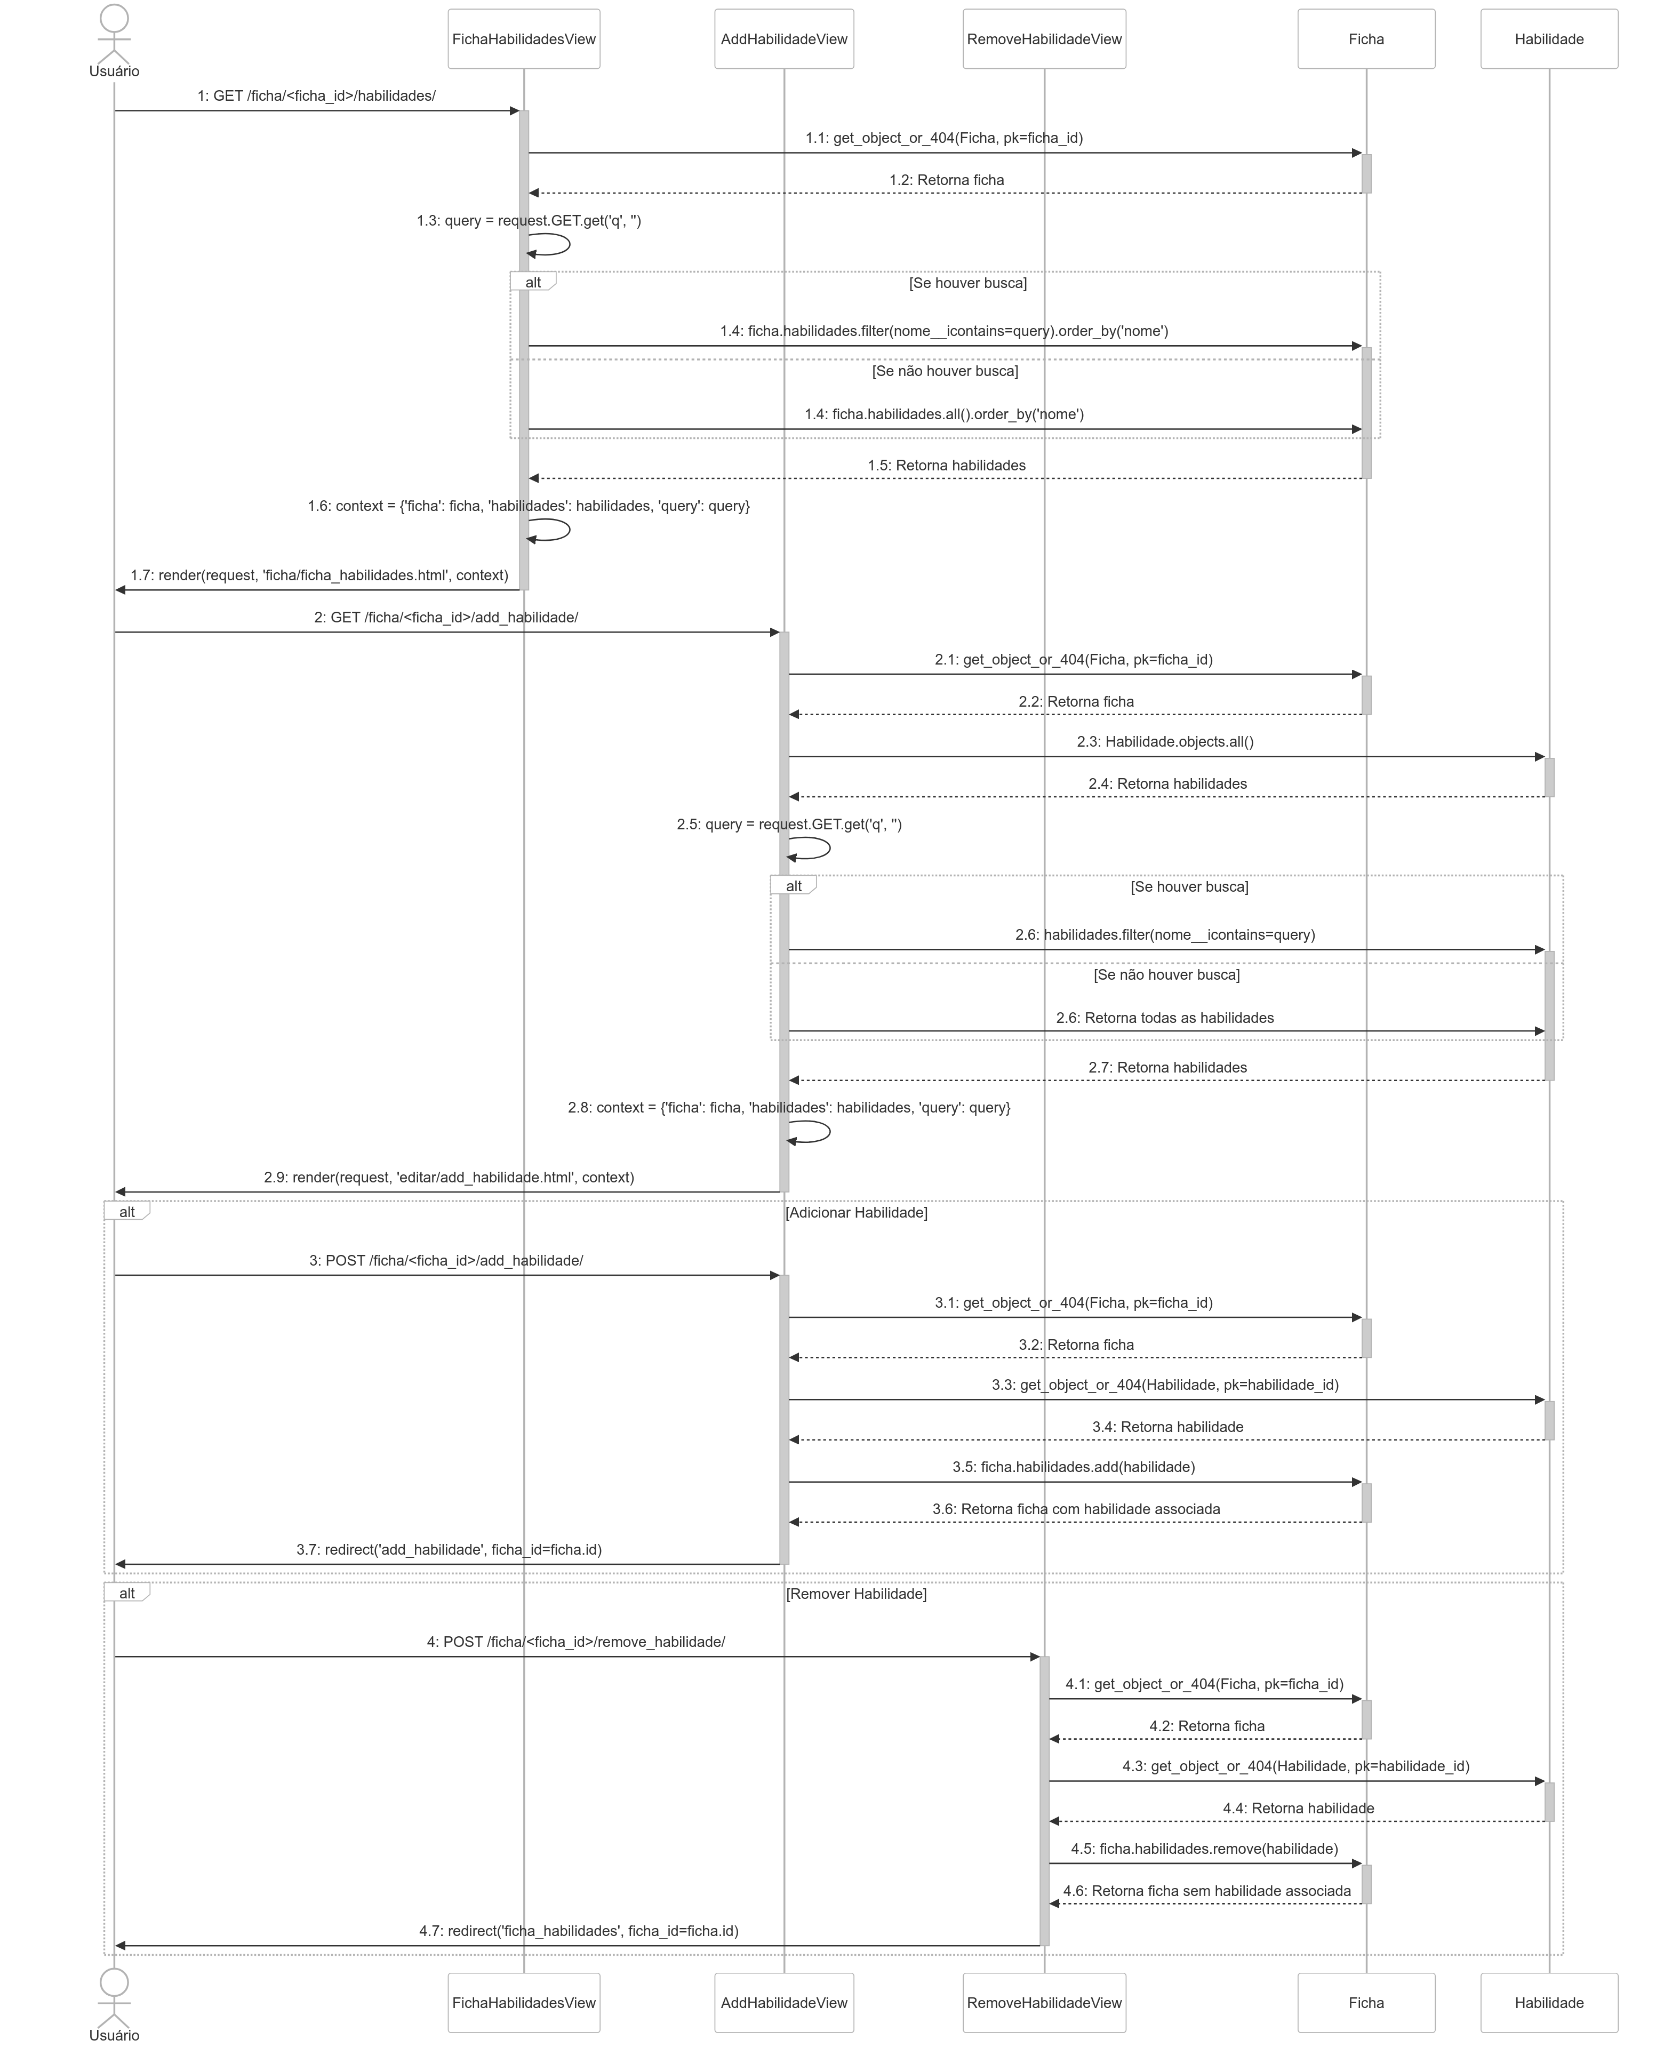 Usuário
FichaHabilidadesView
AddHabilidadeView
RemoveHabilidadeView
Ficha
Habilidade
1: GET /ficha/<ficha_id>/habilidades/
1.1: get_object_or_404(Ficha, pk=ficha_id)
1.2: Retorna ficha
1.3: query = request.GET.get('q', '')
alt
[Se houver busca]
1.4: ficha.habilidades.filter(nome__icontains=query).order_by('nome')
[Se não houver busca]
1.4: ficha.habilidades.all().order_by('nome')
1.5: Retorna habilidades
1.6: context = {'ficha': ficha, 'habilidades': habilidades, 'query': query}
1.7: render(request, 'ficha/ficha_habilidades.html', context)
2: GET /ficha/<ficha_id>/add_habilidade/
2.1: get_object_or_404(Ficha, pk=ficha_id)
2.2: Retorna ficha
2.3: Habilidade.objects.all()
2.4: Retorna habilidades
2.5: query = request.GET.get('q', '')
alt
[Se houver busca]
2.6: habilidades.filter(nome__icontains=query)
[Se não houver busca]
2.6: Retorna todas as habilidades
2.7: Retorna habilidades
2.8: context = {'ficha': ficha, 'habilidades': habilidades, 'query': query}
2.9: render(request, 'editar/add_habilidade.html', context)
alt
[Adicionar Habilidade]
3: POST /ficha/<ficha_id>/add_habilidade/
3.1: get_object_or_404(Ficha, pk=ficha_id)
3.2: Retorna ficha
3.3: get_object_or_404(Habilidade, pk=habilidade_id)
3.4: Retorna habilidade
3.5: ficha.habilidades.add(habilidade)
3.6: Retorna ficha com habilidade associada
3.7: redirect('add_habilidade', ficha_id=ficha.id)
alt
[Remover Habilidade]
4: POST /ficha/<ficha_id>/remove_habilidade/
4.1: get_object_or_404(Ficha, pk=ficha_id)
4.2: Retorna ficha
4.3: get_object_or_404(Habilidade, pk=habilidade_id)
4.4: Retorna habilidade
4.5: ficha.habilidades.remove(habilidade)
4.6: Retorna ficha sem habilidade associada
4.7: redirect('ficha_habilidades', ficha_id=ficha.id)
Usuário
FichaHabilidadesView
AddHabilidadeView
RemoveHabilidadeView
Ficha
Habilidade